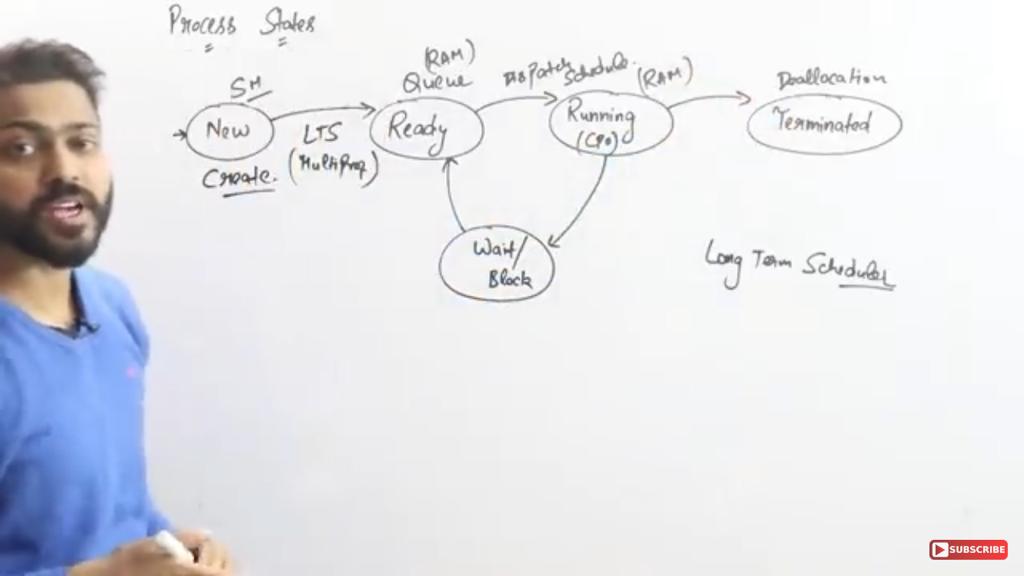 Process States
(RAM)
Queue
Dispatch Schedule.
(RAM)
Deallocation
SM
New
LTS
(MultiProg)
Create.
Ready
Running
(CPU)
Terminated
Wait/
Block
Long Term Scheduler
SUBSCRIBE